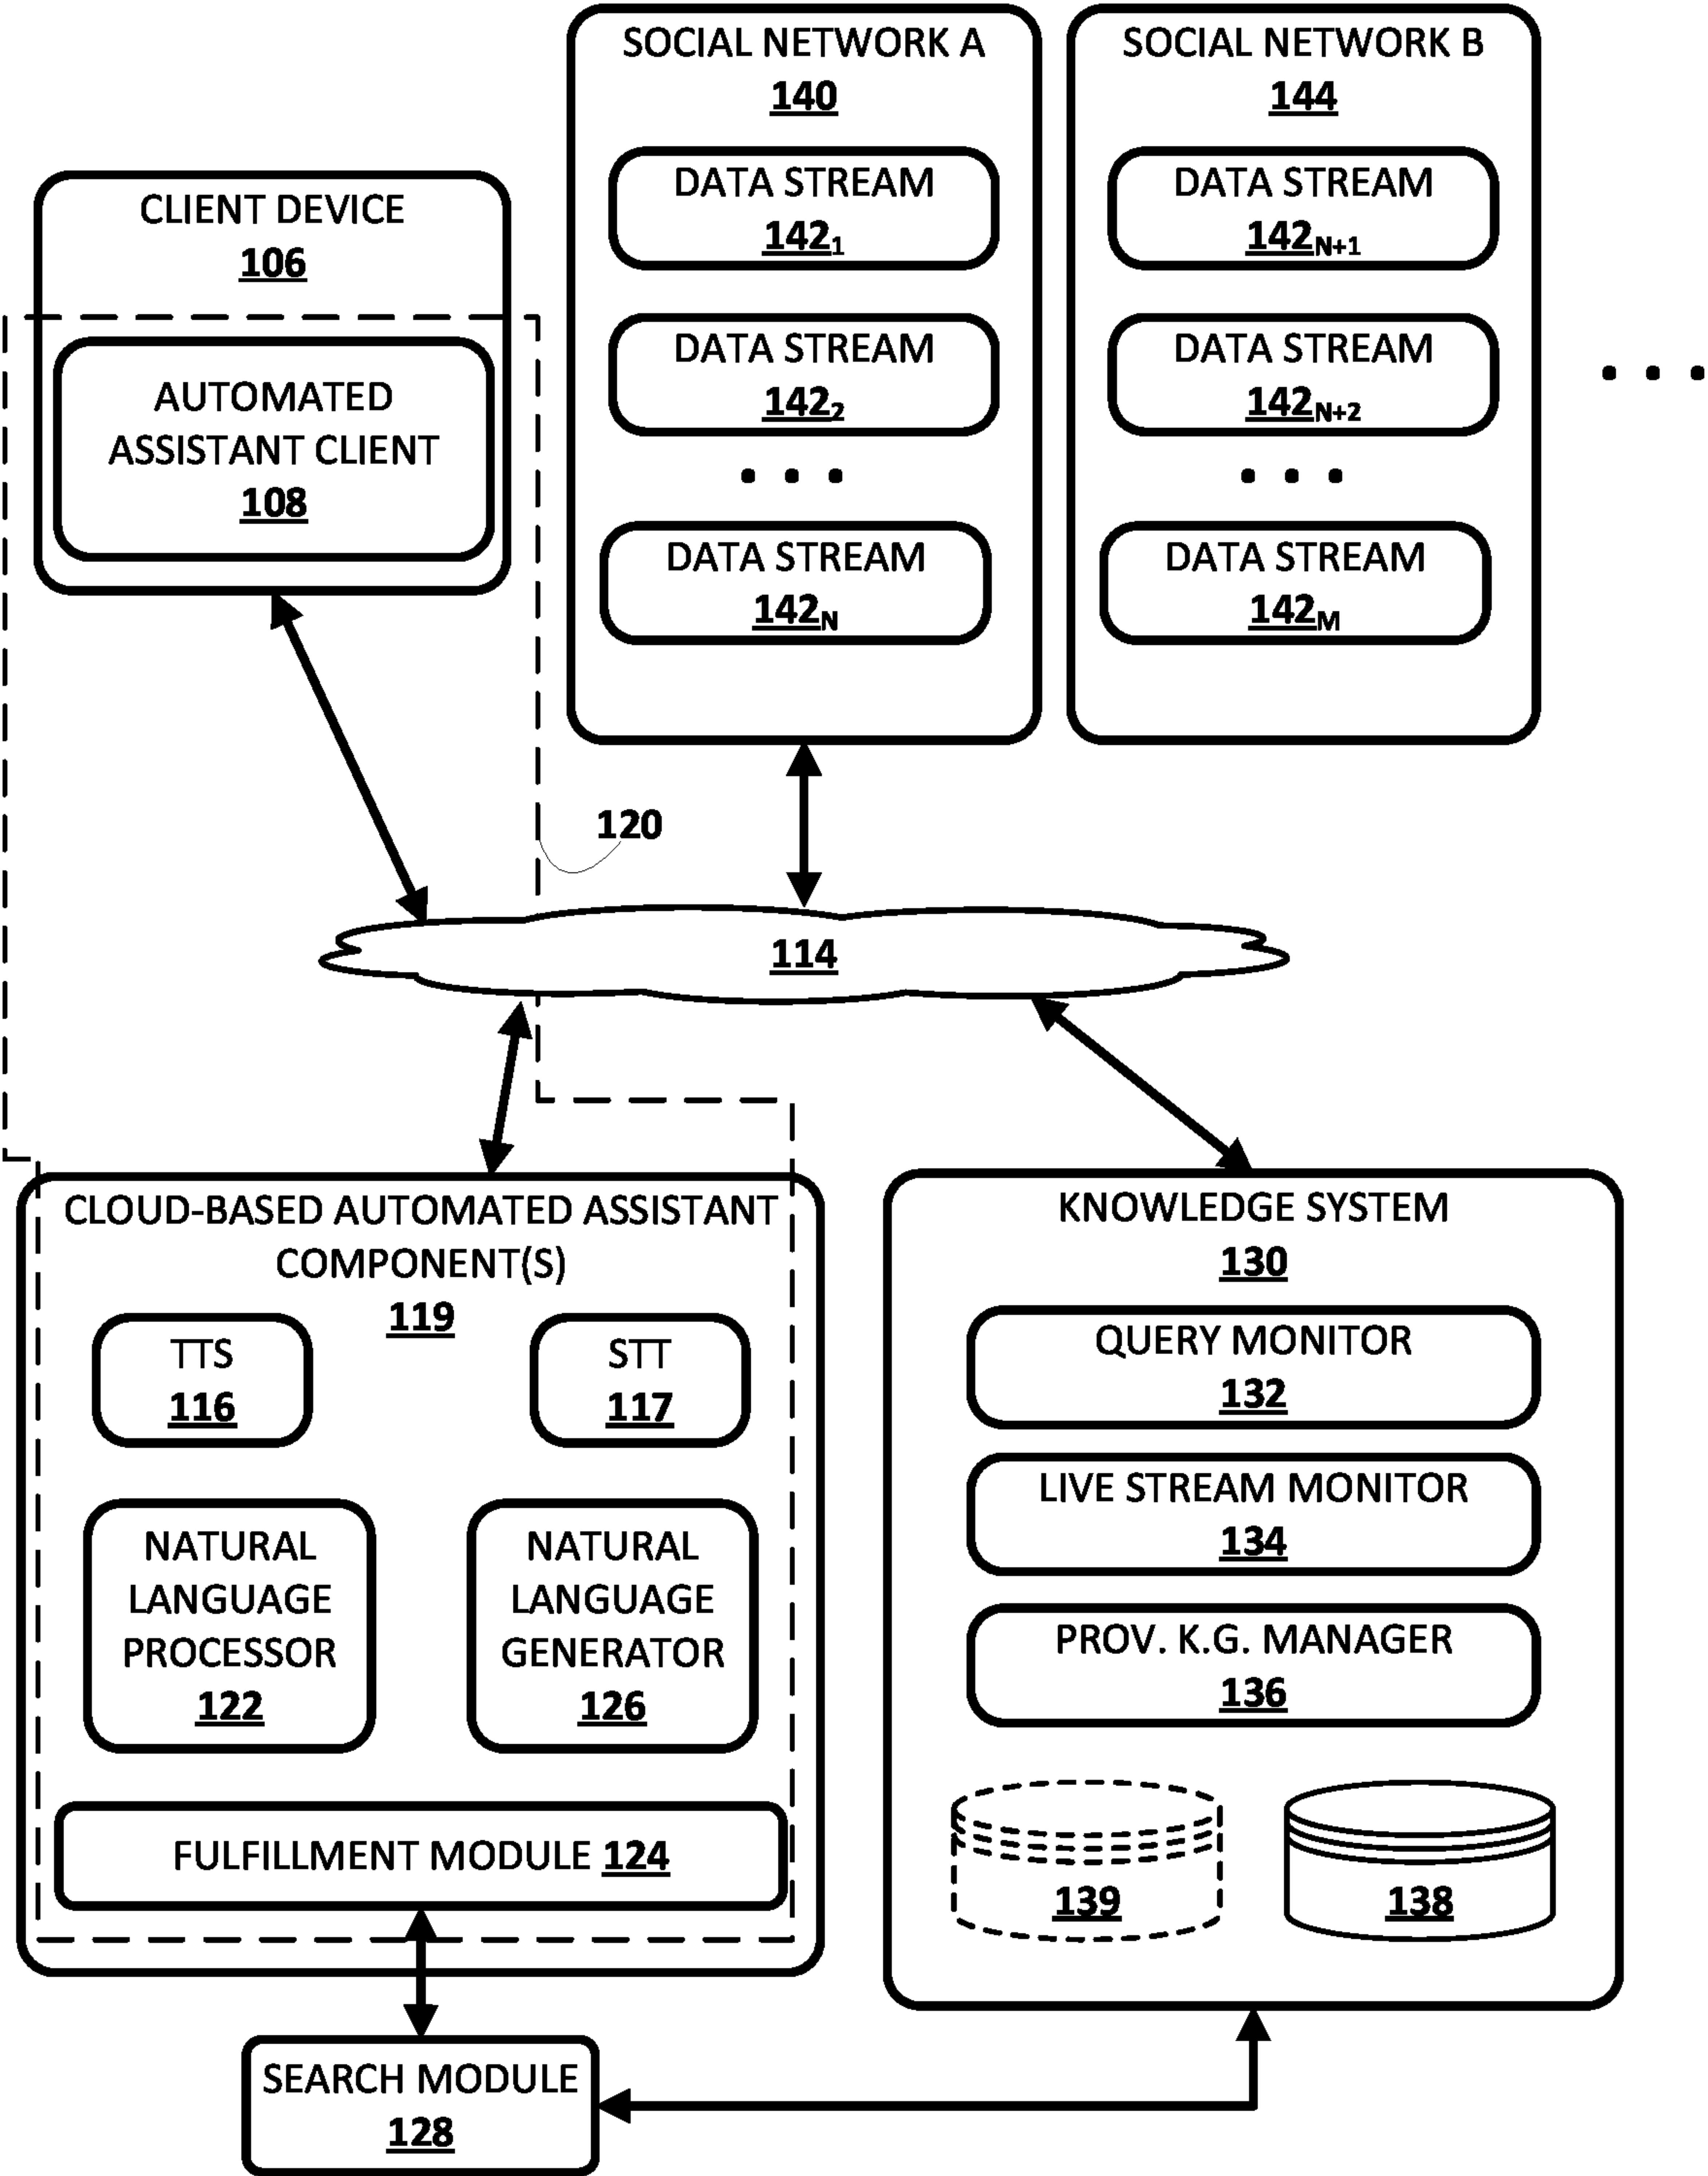 SOCIAL NETWORK A
140
DATA STREAM
142₁
DATA STREAM
142₂
. . .
DATA STREAM
142N
SOCIAL NETWORK B
144
DATA STREAM
142N+1
DATA STREAM
142N+2
. . .
DATA STREAM
142M
. . .
CLIENT DEVICE
106
AUTOMATED
ASSISTANT CLIENT
108
120
114
CLOUD-BASED AUTOMATED ASSISTANT
COMPONENT(S)
119
TTS
116
STT
117
NATURAL
LANGUAGE
PROCESSOR
122
NATURAL
LANGUAGE
GENERATOR
126
FULFILLMENT MODULE 124
SEARCH MODULE
128
KNOWLEDGE SYSTEM
130
QUERY MONITOR
132
LIVE STREAM MONITOR
134
PROV. K.G. MANAGER
136
139
138